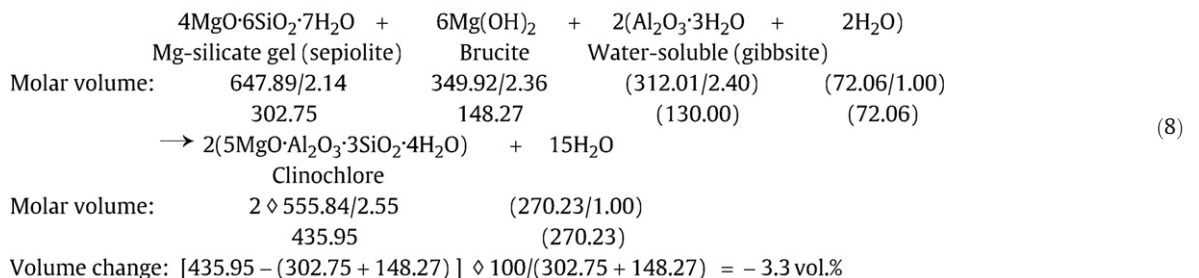 4MgO·6SiO₂·7H₂O + 6Mg(OH)₂ + 2(Al₂O₃·3H₂O + 2H₂O)
Mg-silicate gel (sepiolite) Brucite Water-soluble (gibbsite)
Molar volume: 647.89/2.14 349.92/2.36 (312.01/2.40) (72.06/1.00)
302.75 148.27 (130.00) (72.06)
(8)
→ 2(5MgO·Al₂O₃·3SiO₂·4H₂O) + 15H₂O
Clinochlore
Molar volume: 2 ◊ 555.84/2.55 (270.23/1.00)
435.95 (270.23)
Volume change: [435.95 – (302.75 + 148.27)] ◊ 100/(302.75 + 148.27) = – 3.3 vol.%